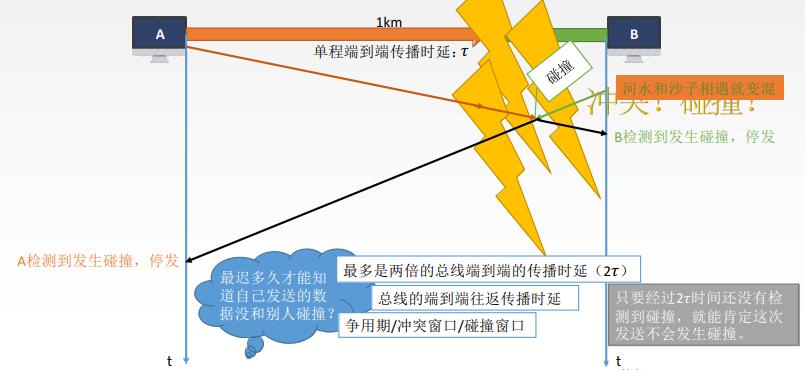 1km
A
B
单程端到端传播时延：τ
碰撞
河水和沙子相遇就变混
冲突！碰撞！
B检测到发生碰撞，停发
A检测到发生碰撞，停发
最迟多久才能知
道自己发送的数
据没和别人碰撞？
最多是两倍的总线端到端的传播时延（2τ）
总线的端到端往返传播时延
争用期/冲突窗口/碰撞窗口
只要经过2τ时间还没有检
测到碰撞，就能肯定这次
发送不会发生碰撞。
t
t